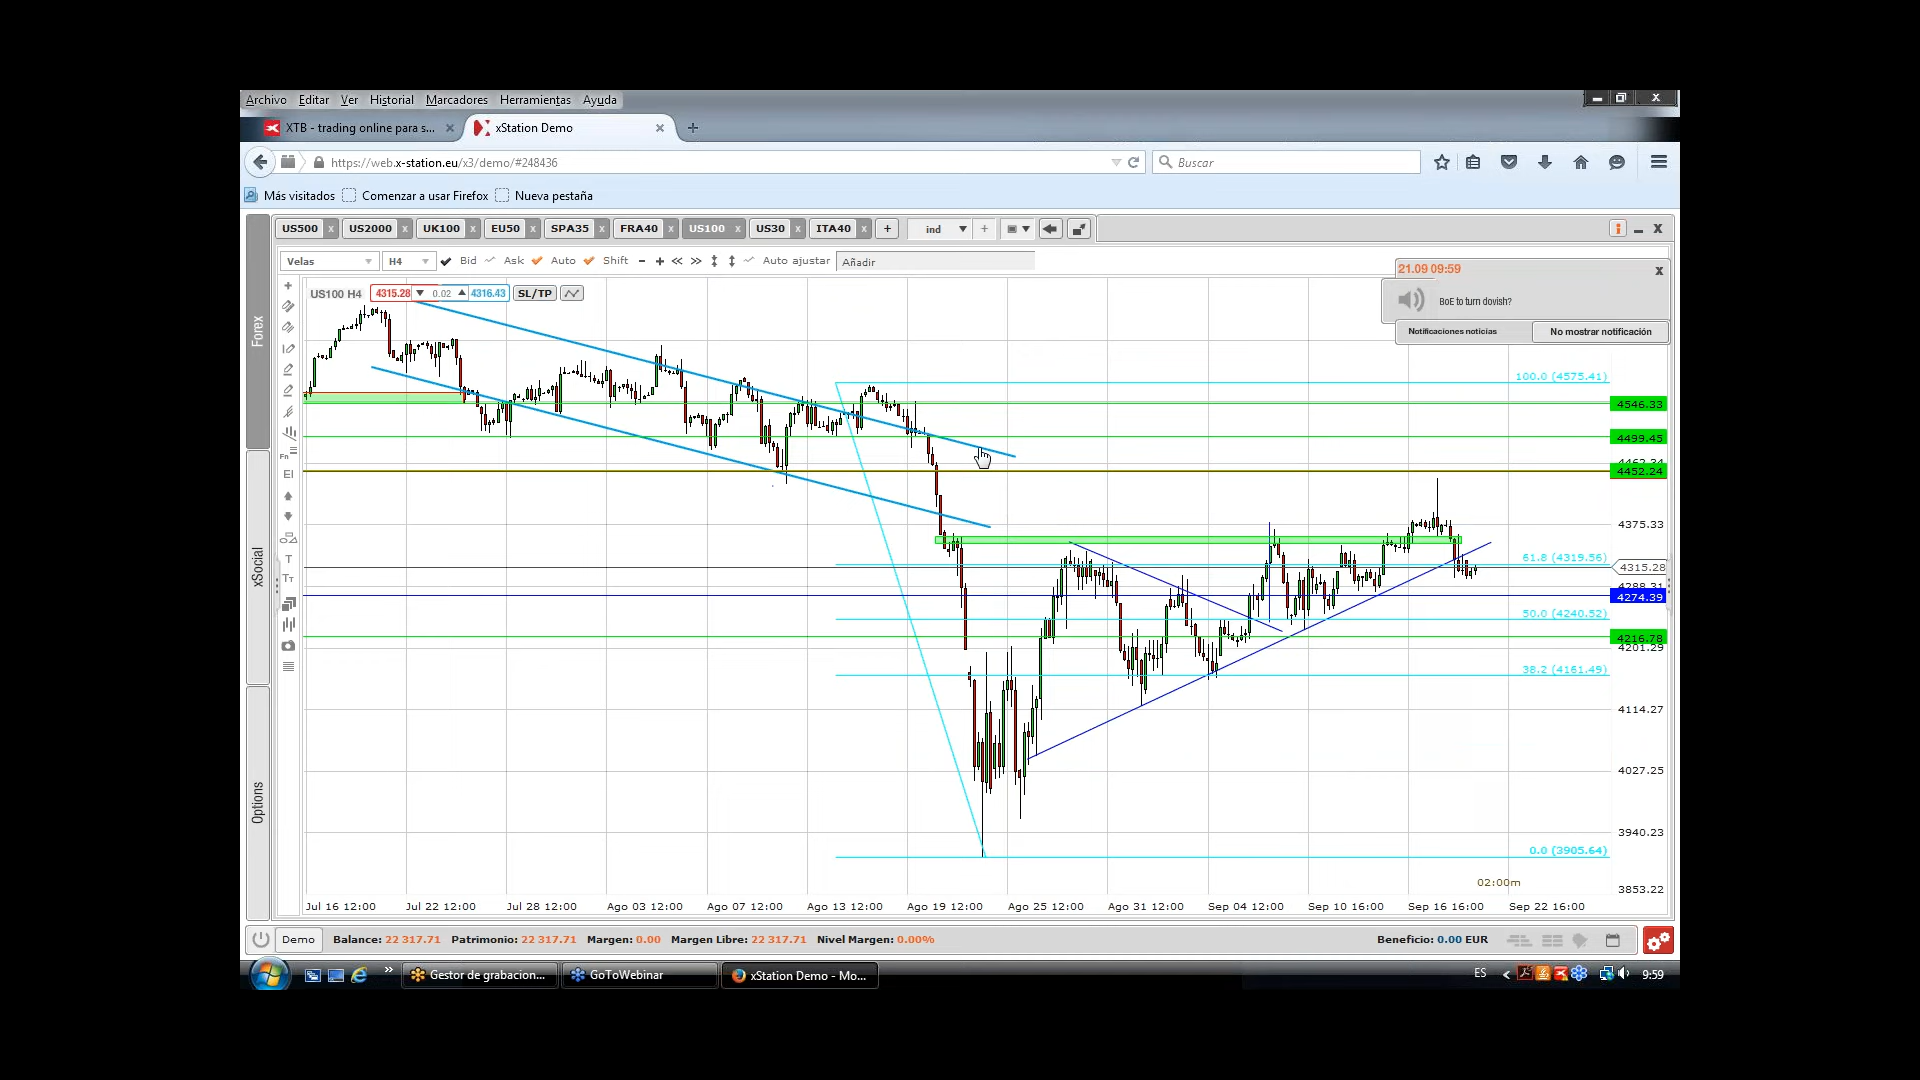 Archivo Editar Ver Historial Marcadores Herramientas Ayuda
XTB - trading online para s... xStation Demo
https://web.x-station.eu/x3/demo/#248436 Buscar
Más visitados Comenzar a usar Firefox Nueva pestaña
US500 x US2000 x UK100 x EU50 x SPA35 x FRA40 x US100 x US30 x ITA40 x + ind +
Velas H4 Bid Ask Auto Shift - + << >> Auto ajustar Añadir
21.09 09:59 x
BoE to turn dovish?
Notificaciones noticias No mostrar notificación
US100 H4 4315.28 0.02 4316.43 SL/TP
Forex
xSocial
Options
Fn
EI
T
TT
100.0 (4575.41)
4546.33
4499.45
4462.34
4452.24
4375.33
61.8 (4319.56)
4315.28
4288.31
4274.39
50.0 (4240.52)
4216.78
4201.29
38.2 (4161.49)
4114.27
4027.25
3940.23
0.0 (3905.64)
02:00m
3853.22
Jul 16 12:00 Jul 22 12:00 Jul 28 12:00 Ago 03 12:00 Ago 07 12:00 Ago 13 12:00 Ago 19 12:00 Ago 25 12:00 Ago 31 12:00 Sep 04 12:00 Sep 10 16:00 Sep 16 16:00 Sep 22 16:00
Demo Balance: 22 317.71 Patrimonio: 22 317.71 Margen: 0.00 Margen Libre: 22 317.71 Nivel Margen: 0.00% Beneficio: 0.00 EUR
» Gestor de grabacion... GoToWebinar xStation Demo - Mo... ES < 9:59